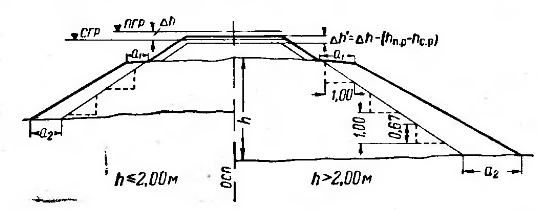 ПГР
Δh
СГР
Δh'=Δh-(hп.р-hс.р)
a₁
a₁
1,00
h
1,00
0,67
a₂
a₂
h≤2,00м
ОСП
h>2,00м